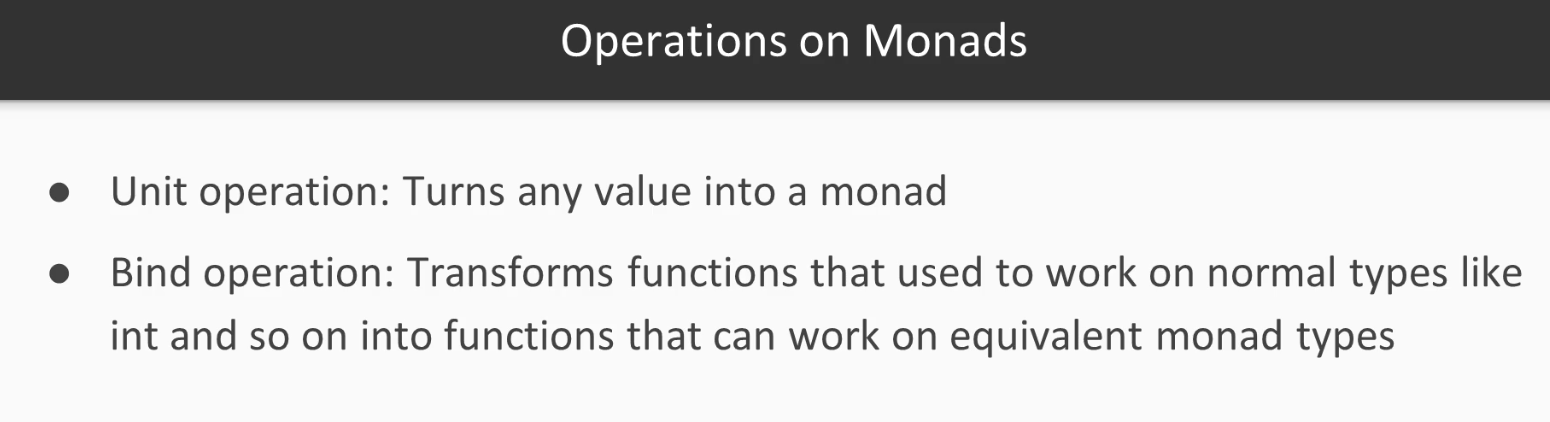 Operations on Monads
● Unit operation: Turns any value into a monad
● Bind operation: Transforms functions that used to work on normal types like
int and so on into functions that can work on equivalent monad types